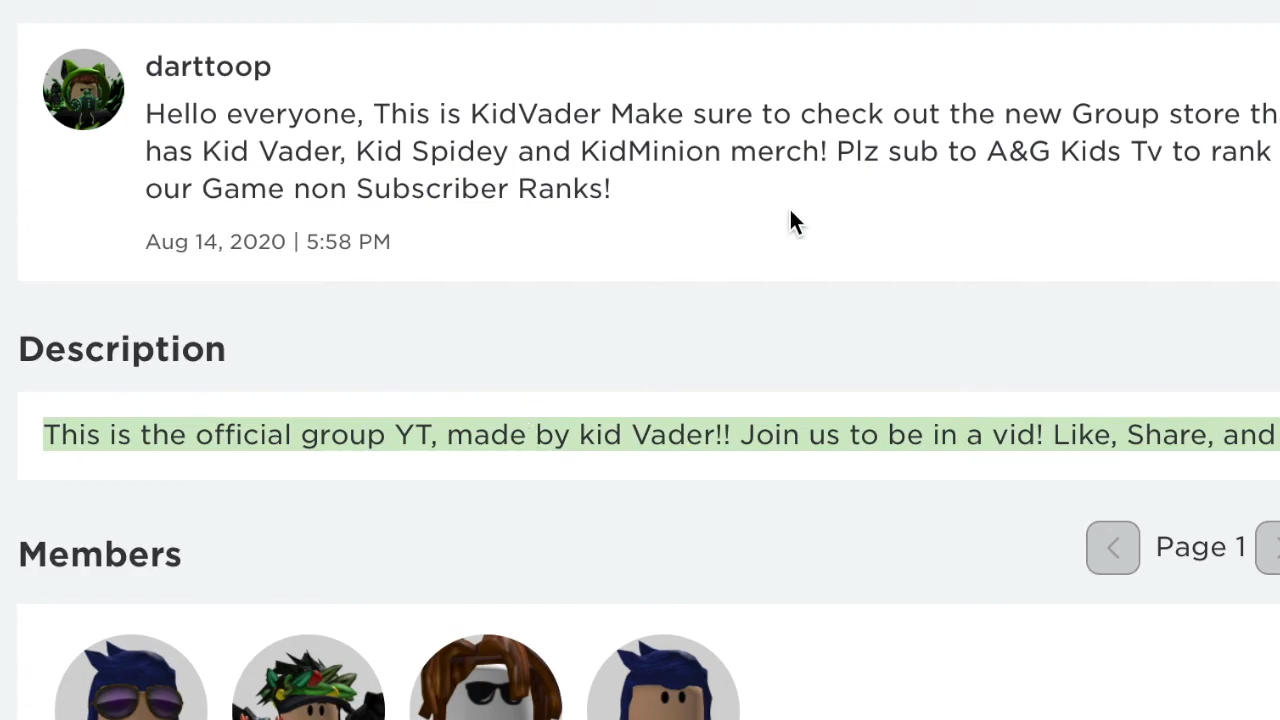 darttoop
Hello everyone, This is KidVader Make sure to check out the new Group store
has Kid Vader, Kid Spidey and KidMinion merch! Plz sub to A&G Kids Tv to rank
our Game non Subscriber Ranks!
Aug 14, 2020 | 5:58 PM
Description
This is the official group YT, made by kid Vader!! Join us to be in a vid! Like, Share, and
Members
Page 1